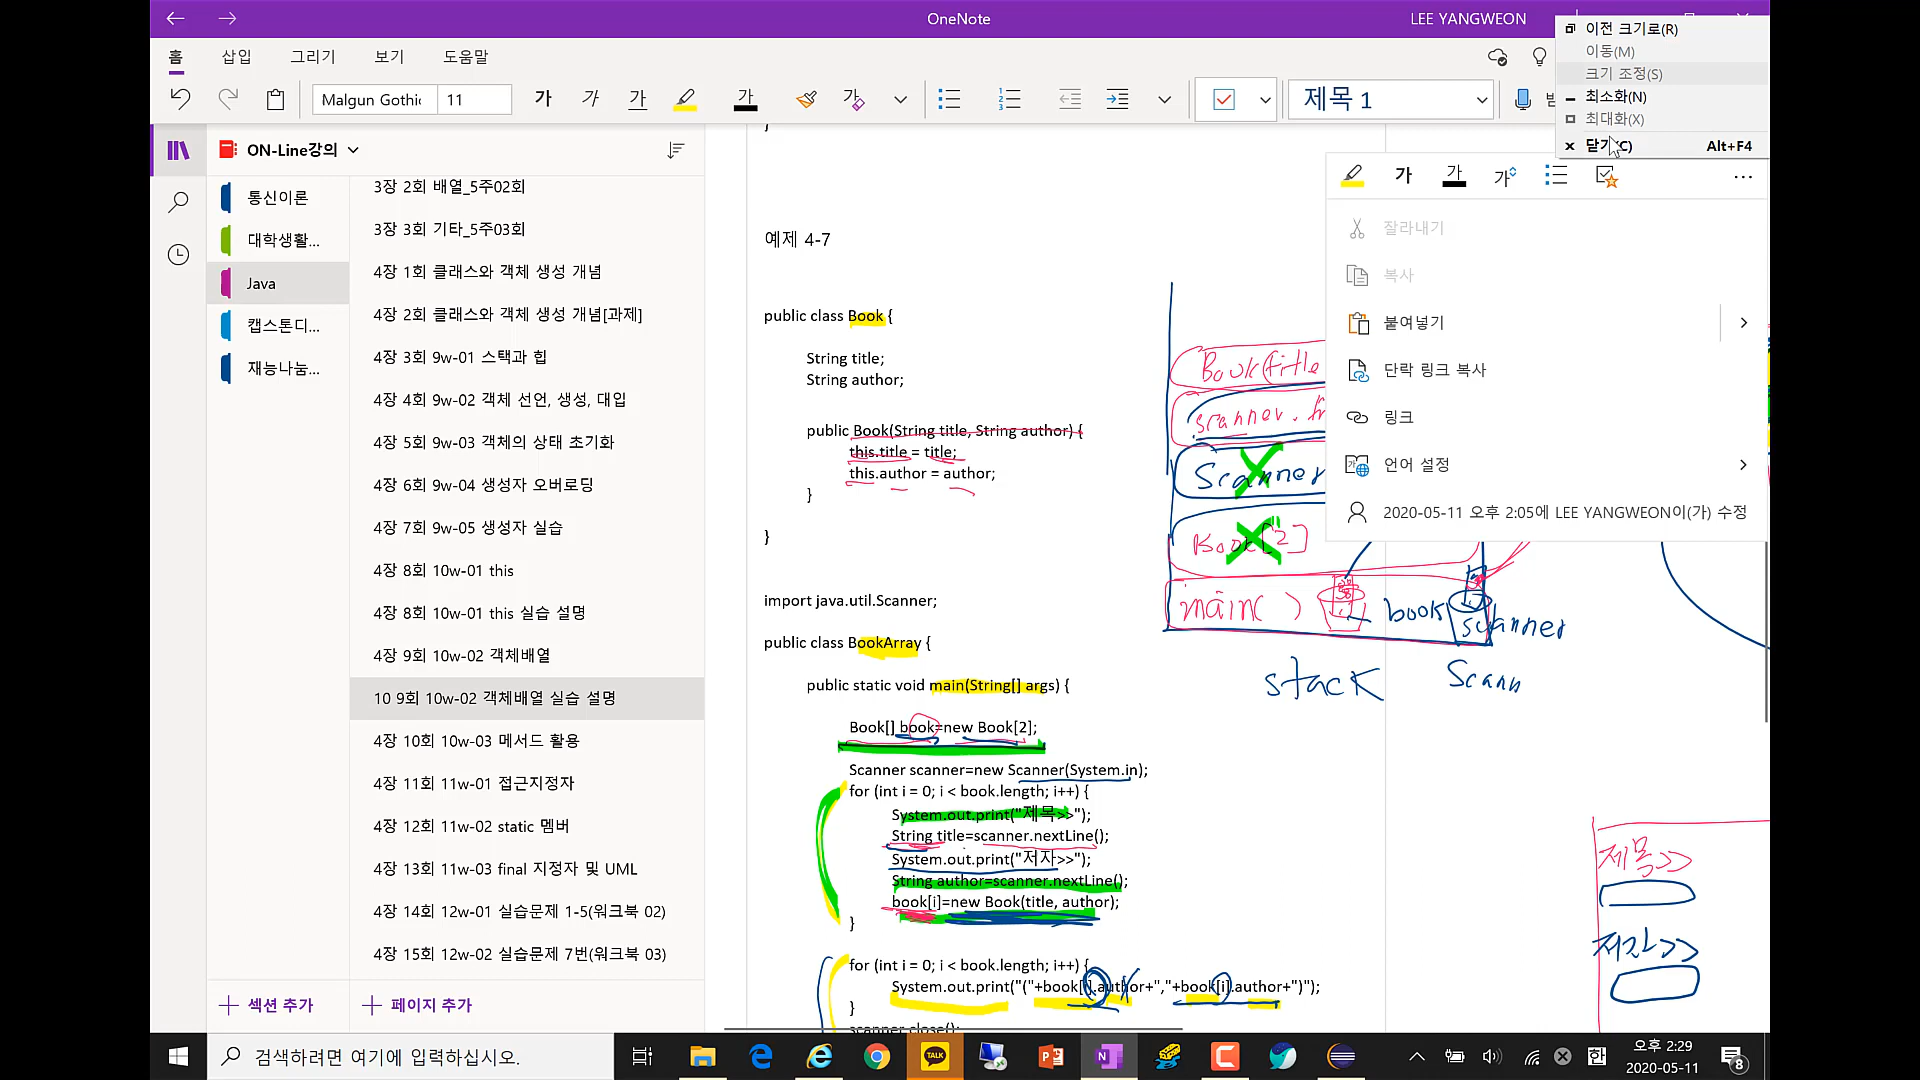 OneNote
LEE YANGWEON
이전 크기로(R)
이동(M)
크기 조정(S)
최소화(N)
최대화(X)
닫기(C) Alt+F4
홈 삽입 그리기 보기 도움말
Malgun Gothic 11 가 가 가 가 제목 1
ON-Line강의
통신이론
대학생활...
Java
캡스톤디...
재능나눔...
3장 2회 배열_5주02회
3장 3회 기타_5주03회
4장 1회 클래스와 객체 생성 개념
4장 2회 클래스와 객체 생성 개념[과제]
4장 3회 9w-01 스택과 힙
4장 4회 9w-02 객체 선언, 생성, 대입
4장 5회 9w-03 객체의 상태 초기화
4장 6회 9w-04 생성자 오버로딩
4장 7회 9w-05 생성자 실습
4장 8회 10w-01 this
4장 8회 10w-01 this 실습 설명
4장 9회 10w-02 객체배열
10 9회 10w-02 객체배열 실습 설명
4장 10회 10w-03 메서드 활용
4장 11회 11w-01 접근지정자
4장 12회 11w-02 static 멤버
4장 13회 11w-03 final 지정자 및 UML
4장 14회 12w-01 실습문제 1-5(워크북 02)
4장 15회 12w-02 실습문제 7번(워크북 03)
섹션 추가
페이지 추가
}
예제 4-7
public class Book {
String title;
String author;
public Book(String title, String author) {
this.title = title;
this.author = author;
}
}
import java.util.Scanner;
public class BookArray {
public static void main(String[] args) {
Book[] book=new Book[2];
Scanner scanner=new Scanner(System.in);
for (int i = 0; i < book.length; i++) {
System.out.print("제목>>");
String title=scanner.nextLine();
System.out.print("저자>>");
String author=scanner.nextLine();
book[i]=new Book(title, author);
}
for (int i = 0; i < book.length; i++) {
System.out.print("("+book[i].author+","+book[i].author+")");
}
scanner.close();
Book(title
scanner.
Scanner
Book[2]
main( )
book
scanner
stack
Scann
제목>>
저자>>
가 가 가
잘라내기
복사
붙여넣기
단락 링크 복사
링크
언어 설정
2020-05-11 오후 2:05에 LEE YANGWEON이(가) 수정
검색하려면 여기에 입력하십시오.
TALK
한
오후 2:29
2020-05-11
8